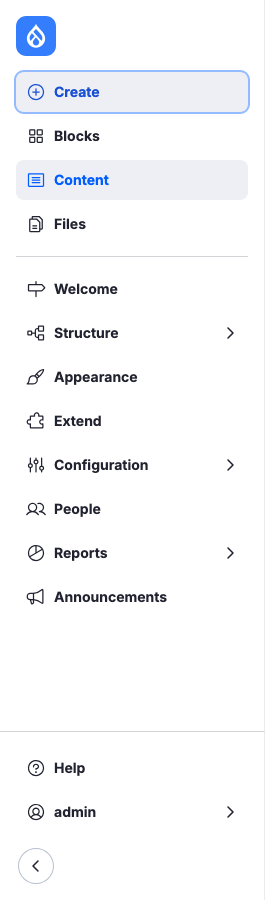 Create
Blocks
Content
Files
Welcome
Structure
Appearance
Extend
Configuration
People
Reports
Announcements
Help
admin